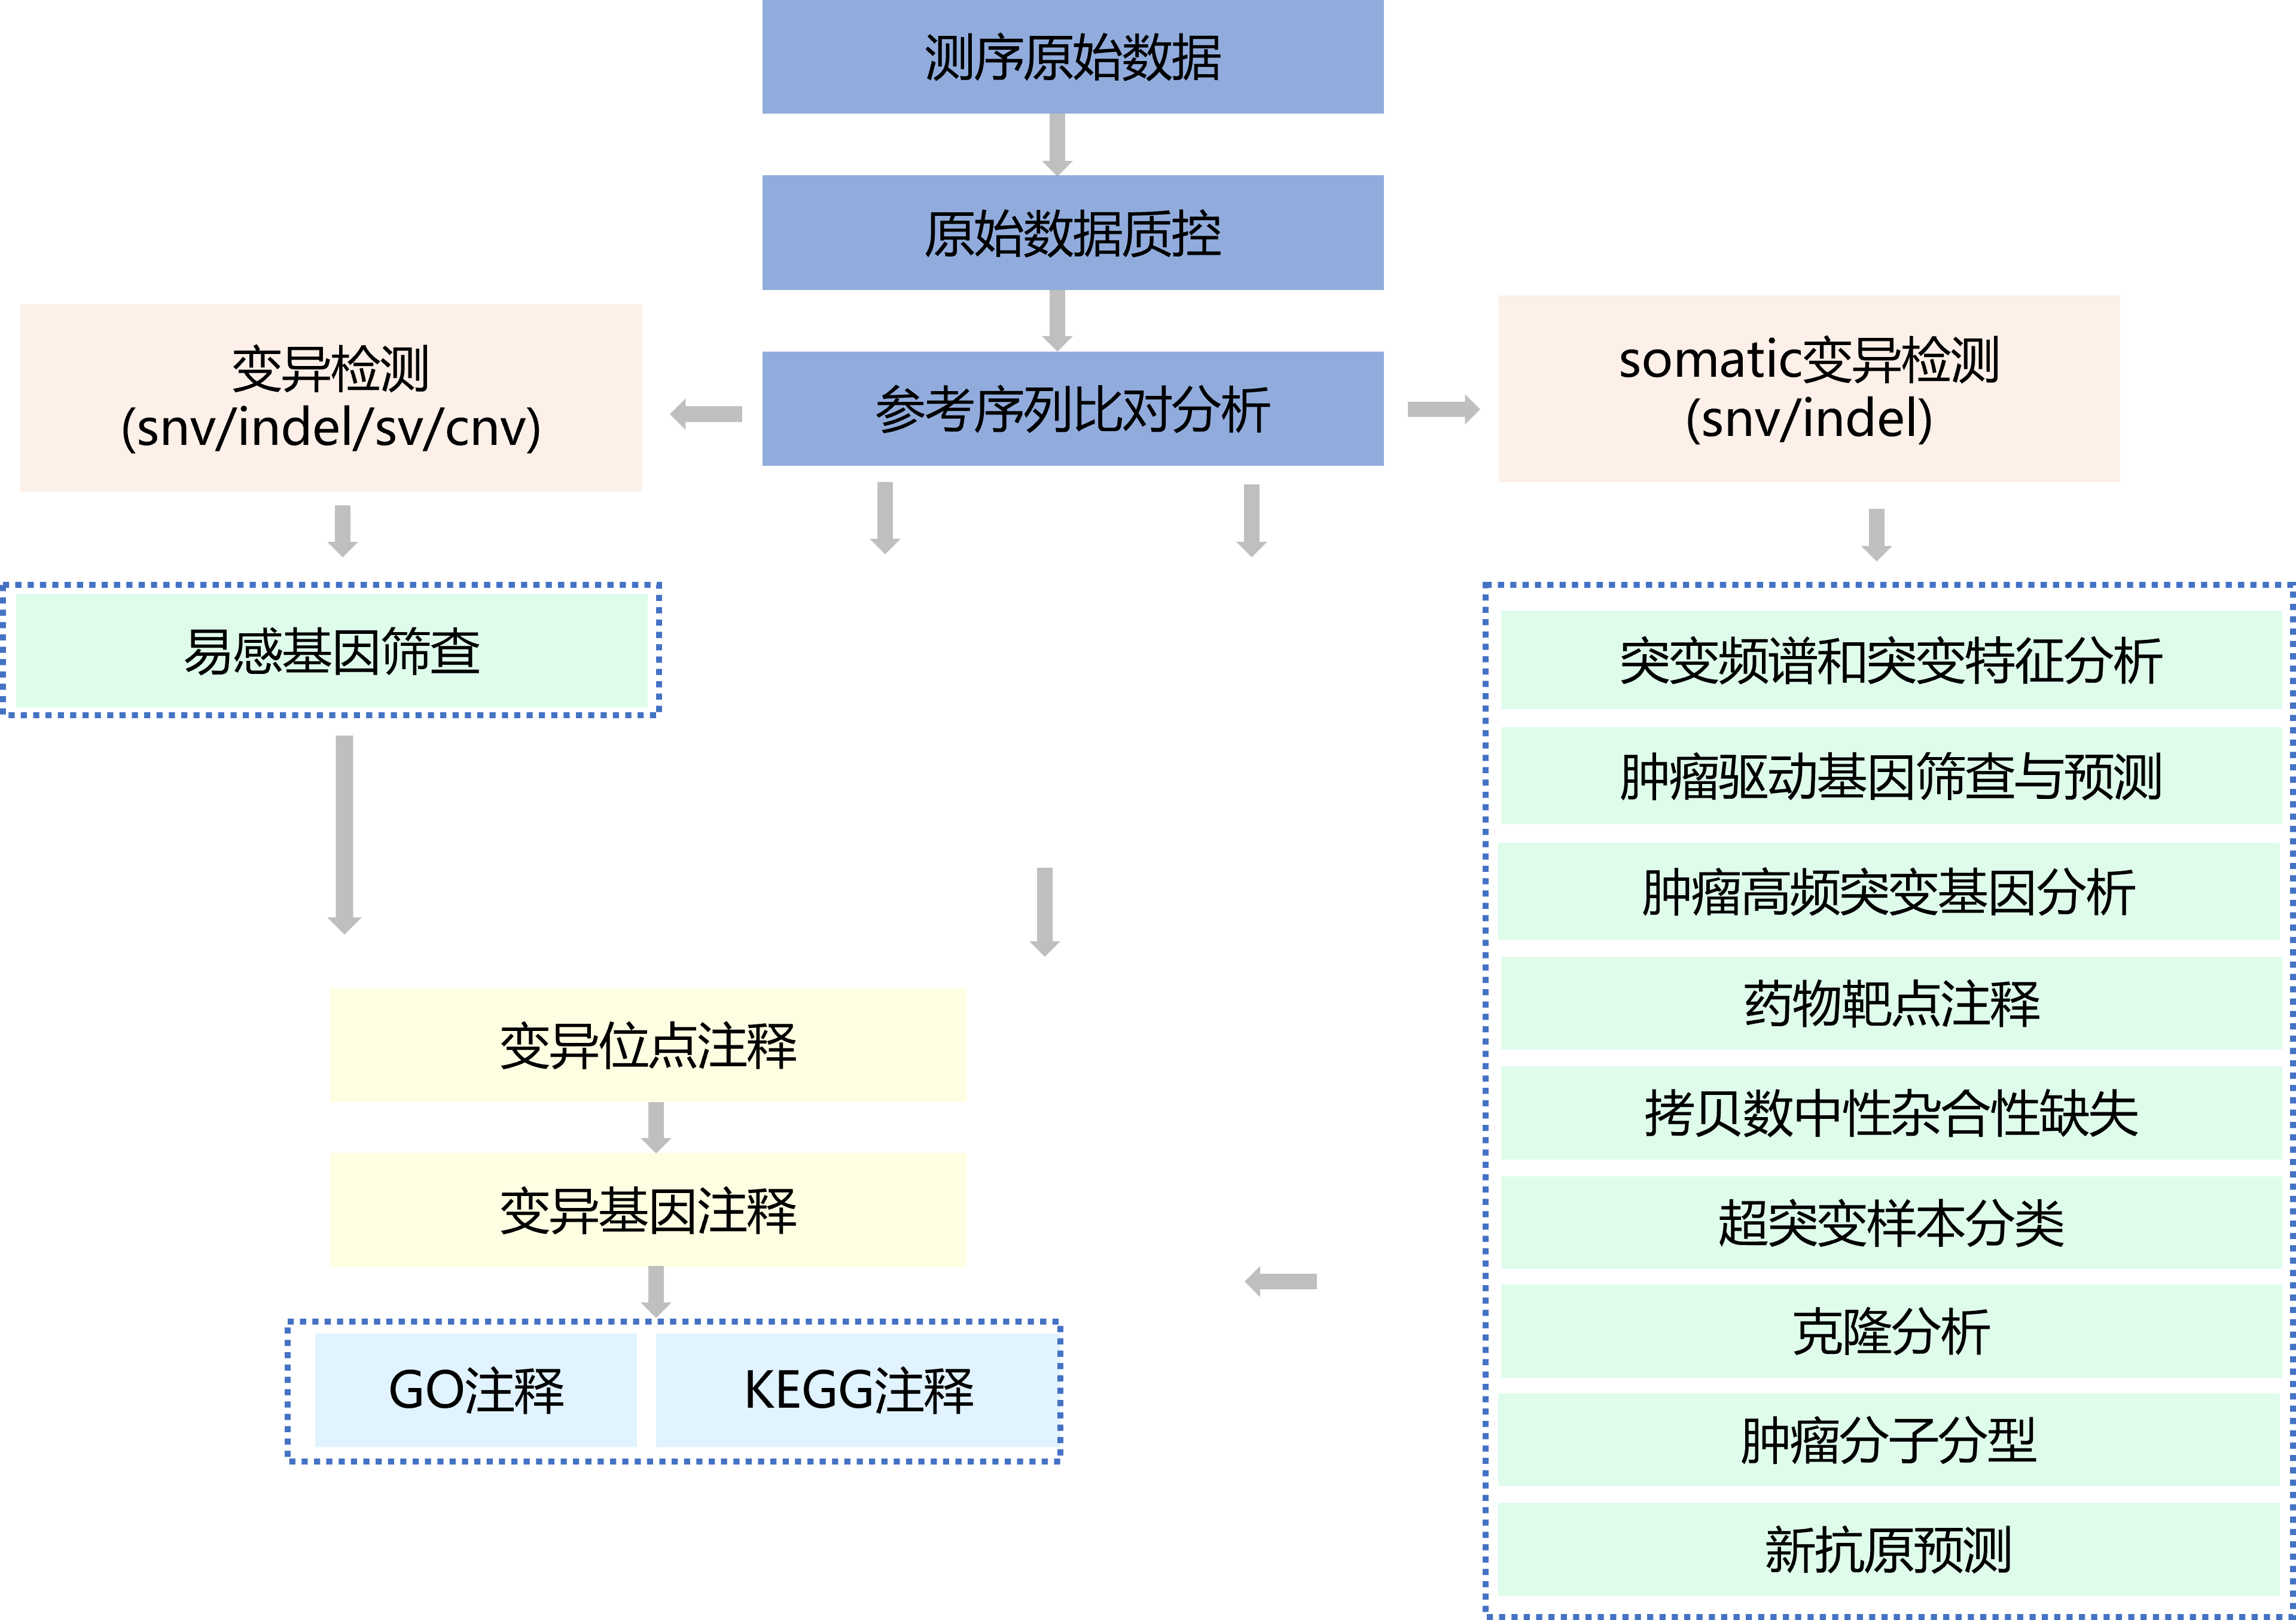 测序原始数据
原始数据质控
参考序列比对分析
变异检测
(snv/indel/sv/cnv)
somatic变异检测
(snv/indel)
易感基因筛查
突变频谱和突变特征分析
肿瘤驱动基因筛查与预测
肿瘤高频突变基因分析
药物靶点注释
拷贝数中性杂合性缺失
超突变样本分类
克隆分析
肿瘤分子分型
新抗原预测
变异位点注释
变异基因注释
GO注释
KEGG注释